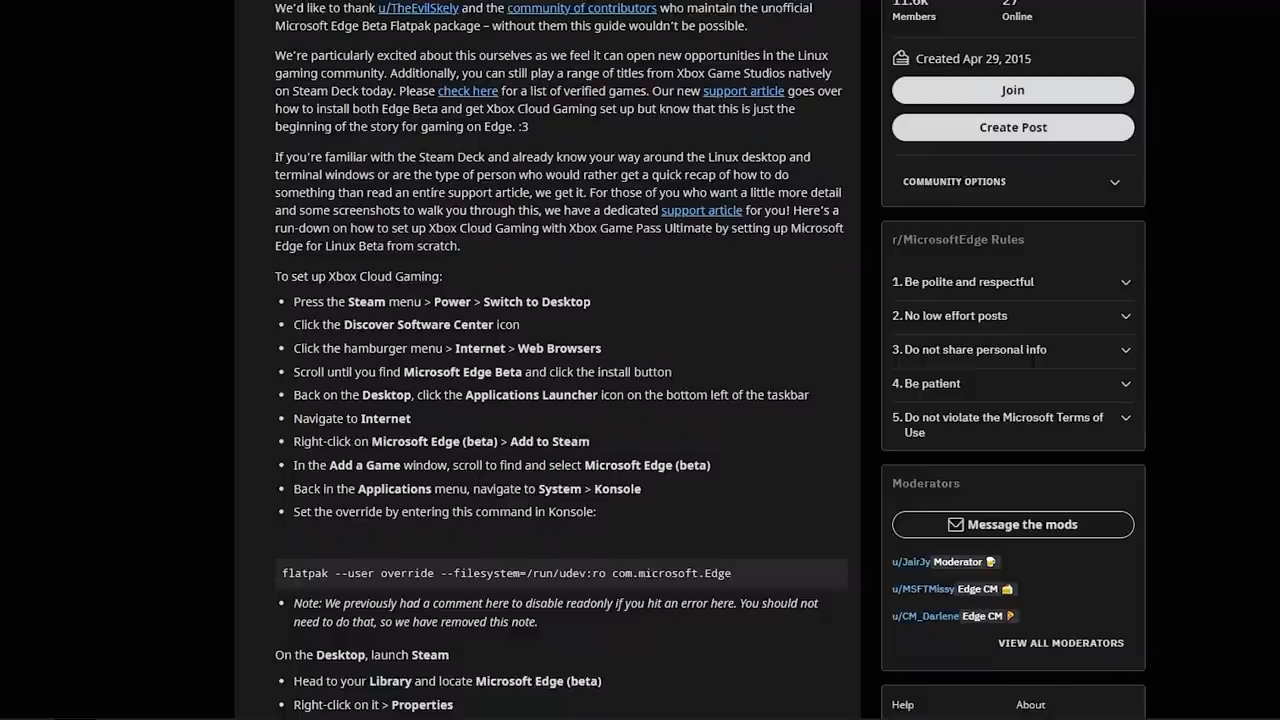 We're like to thank u/TheEvilSkely and the community of contributors who maintain the unofficial
Microsoft Edge Beta Flatpak package – without them this guide wouldn't be possible.
We're particularly excited about this ourselves as we feel it can open new opportunities in the Linux
gaming community. Additionally, you can still play a range of titles from Xbox Game Studios natively
on Steam Deck today. Please check here for a list of verified games. Our new support article goes over
how to install both Edge Beta and get Xbox Cloud Gaming set up but know that this is just the
beginning of the story for gaming on Edge. :3
If you're familiar with the Steam Deck and already know your way around the Linux desktop and
terminal windows or are the type of person who would rather get a quick recap of how to do
something than read an entire support article, we get it. For those of you who want a little more detail
and some screenshots to walk you through this, we have a dedicated support article for you! Here's a
run-down on how to set up Xbox Cloud Gaming with Xbox Game Pass Ultimate by setting up Microsoft
Edge for Linux Beta from scratch.
To set up Xbox Cloud Gaming:
• Press the Steam menu > Power > Switch to Desktop
• Click the Discover Software Center icon
• Click the hamburger menu > Internet > Web Browsers
• Scroll until you find Microsoft Edge Beta and click the install button
• Back on the Desktop, click the Applications Launcher icon on the bottom left of the taskbar
• Navigate to Internet
• Right-click on Microsoft Edge (beta) > Add to Steam
• In the Add a Game window, scroll to find and select Microsoft Edge (beta)
• Back in the Applications menu, navigate to System > Konsole
• Set the override by entering this command in Konsole:
flatpak --user override --filesystem=/run/udev:ro com.microsoft.Edge
• Note: We previously had a comment here to disable readonly if you hit an error here. You should not
need to do that, so we have removed this note.
On the Desktop, launch Steam
• Head to your Library and locate Microsoft Edge (beta)
• Right-click on it > Properties
11.6k
27
Members
Online
Created Apr 29, 2015
Join
Create Post
COMMUNITY OPTIONS
r/MicrosoftEdge Rules
1. Be polite and respectful
2. No low effort posts
3. Do not share personal info
4. Be patient
5. Do not violate the Microsoft Terms of
Use
Moderators
Message the mods
u/JairJy Moderator
u/MSFTMissy Edge CM
u/CM_Darlene Edge CM
VIEW ALL MODERATORS
Help
About